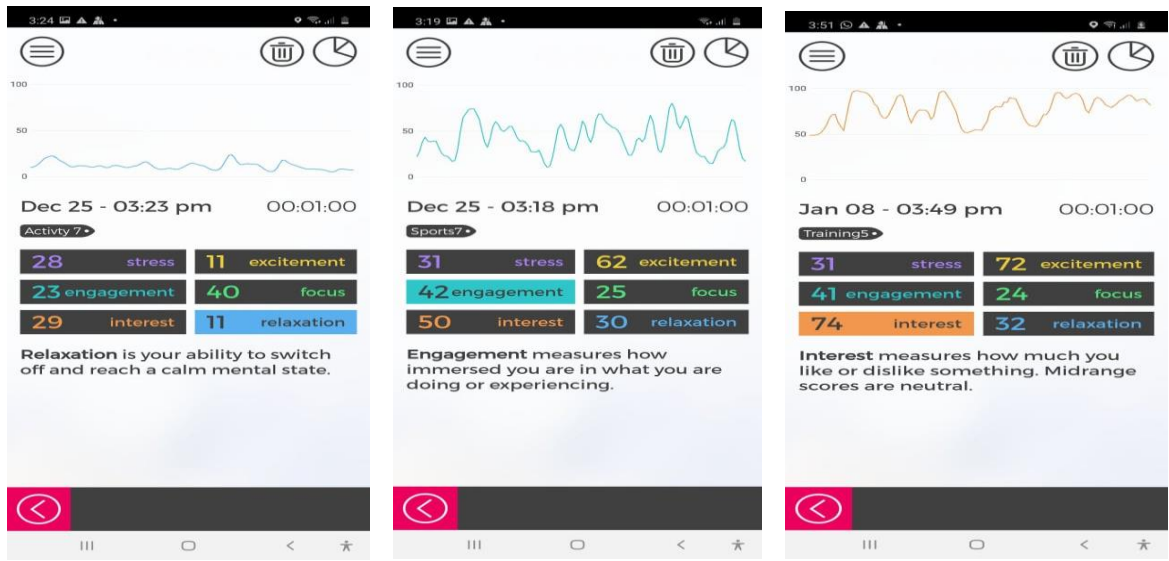 3:24
100
50
0
Dec 25 - 03:23 pm 00:01:00
Activty 7
28 stress 11 excitement
23 engagement 40 focus
29 interest 11 relaxation
Relaxation is your ability to switch
off and reach a calm mental state.
3:19
100
50
0
Dec 25 - 03:18 pm 00:01:00
Sports7
31 stress 62 excitement
42 engagement 25 focus
50 interest 30 relaxation
Engagement measures how
immersed you are in what you are
doing or experiencing.
3:51
100
50
0
Jan 08 - 03:49 pm 00:01:00
Training5
31 stress 72 excitement
41 engagement 24 focus
74 interest 32 relaxation
Interest measures how much you
like or dislike something. Midrange
scores are neutral.